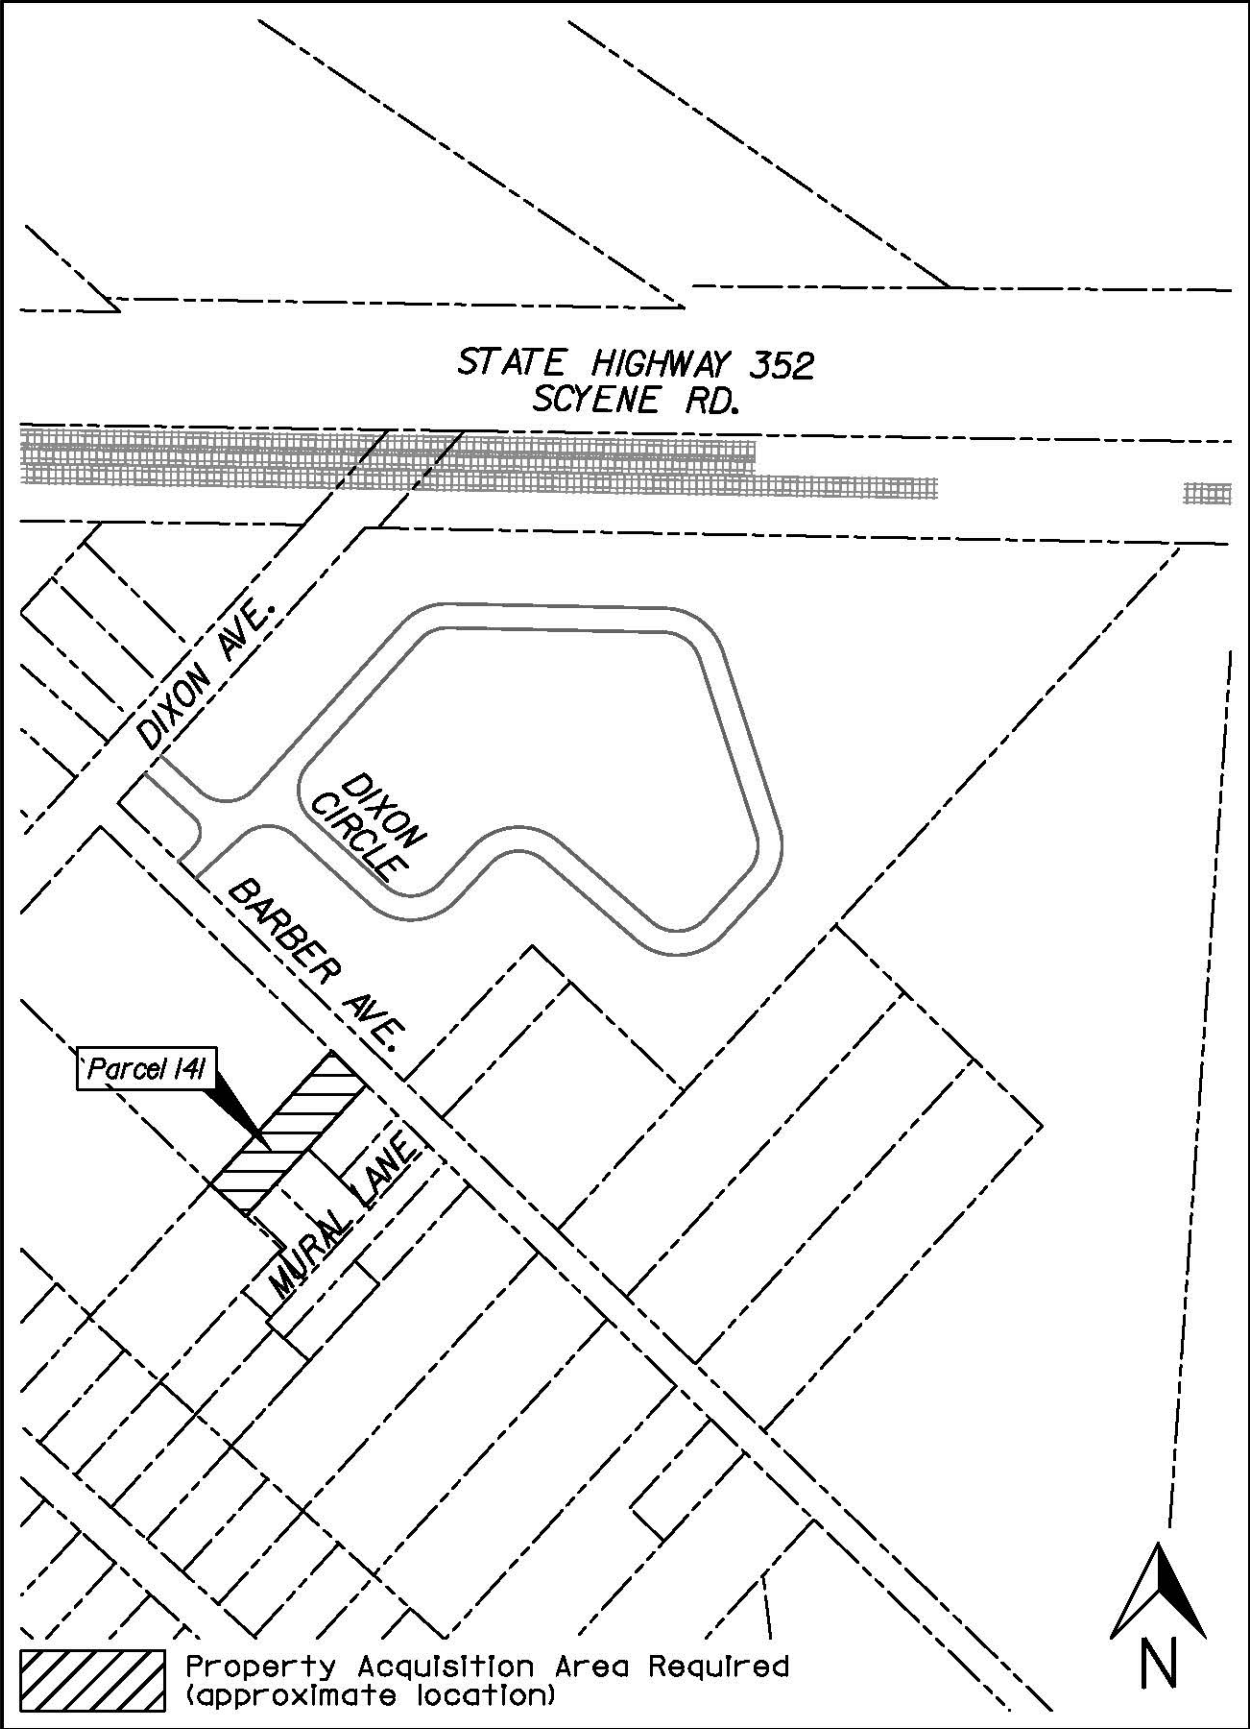 STATE HIGHWAY 352
SCYENE RD.
DIXON AVE.
DIXON
CIRCLE
BARBER AVE.
Parcel 141
MURAL LANE
Property Acquisition Area Required
(approximate location)
N